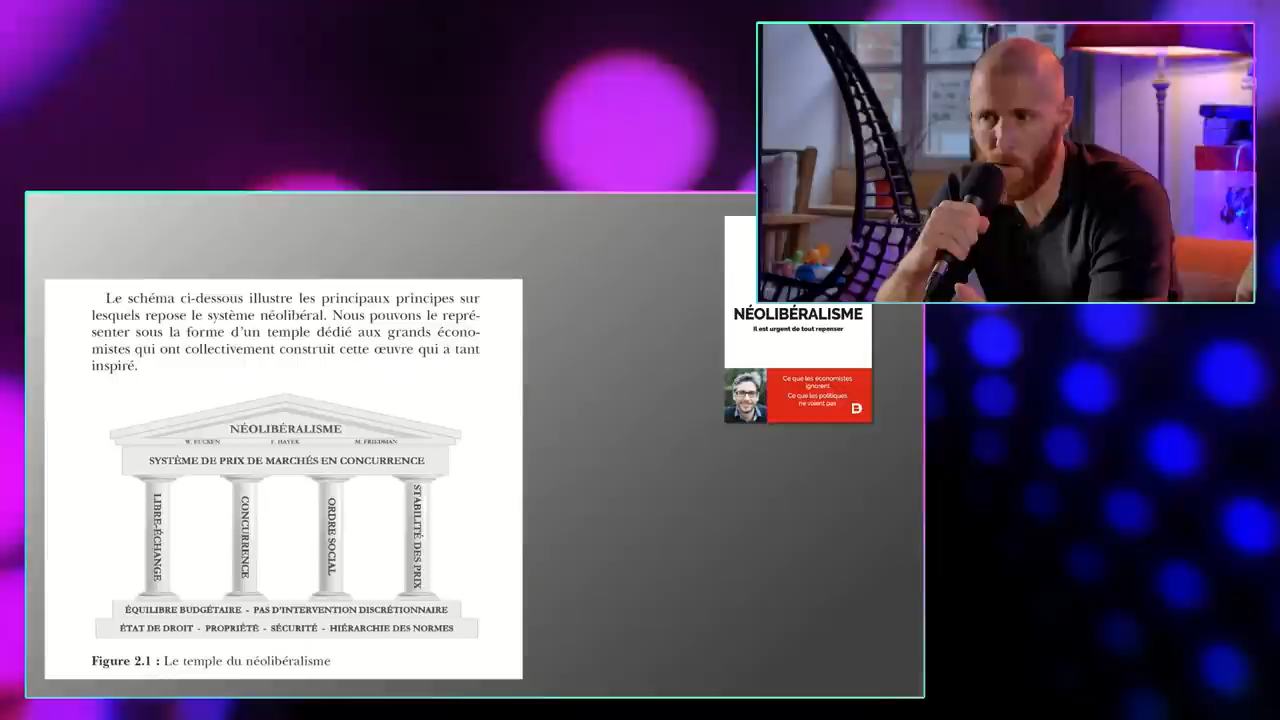 Le schéma ci-dessous illustre les principaux principes sur
lesquels repose le système néolibéral. Nous pouvons le repré-
senter sous la forme d'un temple dédié aux grands écono-
mistes qui ont collectivement construit cette œuvre qui a tant
inspiré.
NÉOLIBÉRALISME
W. EUCKEN F. HAYEK M. FRIEDMAN
SYSTÈME DE PRIX DE MARCHÉS EN CONCURRENCE
LIBRE-ÉCHANGE
CONCURRENCE
ORDRE SOCIAL
STABILITÉ DES PRIX
ÉQUILIBRE BUDGÉTAIRE - PAS D'INTERVENTION DISCRÉTIONNAIRE
ÉTAT DE DROIT - PROPRIÉTÉ - SÉCURITÉ - HIÉRARCHIE DES NORMES
Figure 2.1 : Le temple du néolibéralisme
NÉOLIBÉRALISME
Il est urgent de tout repenser
Ce que les économistes
ignorent
Ce que les politiques
ne voient pas